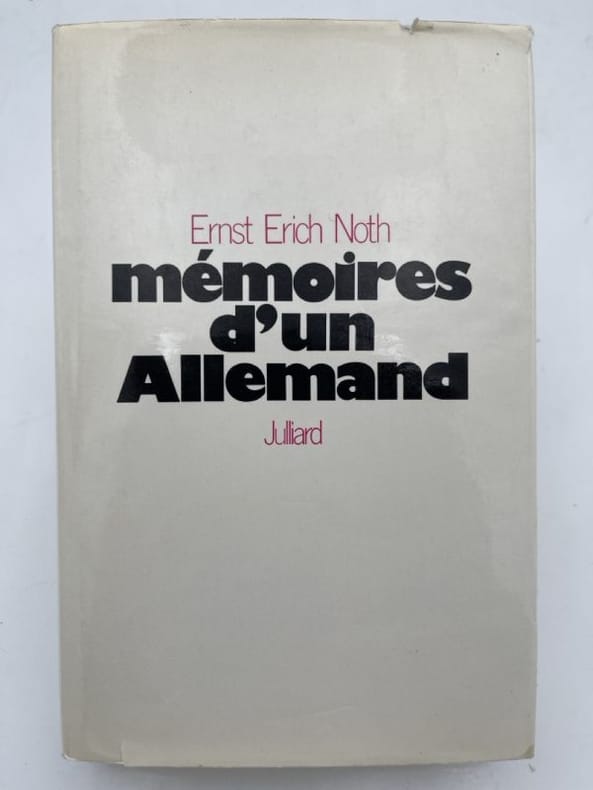 Ernst Erich Noth
mémoires
d'un
Allemand
Julliard